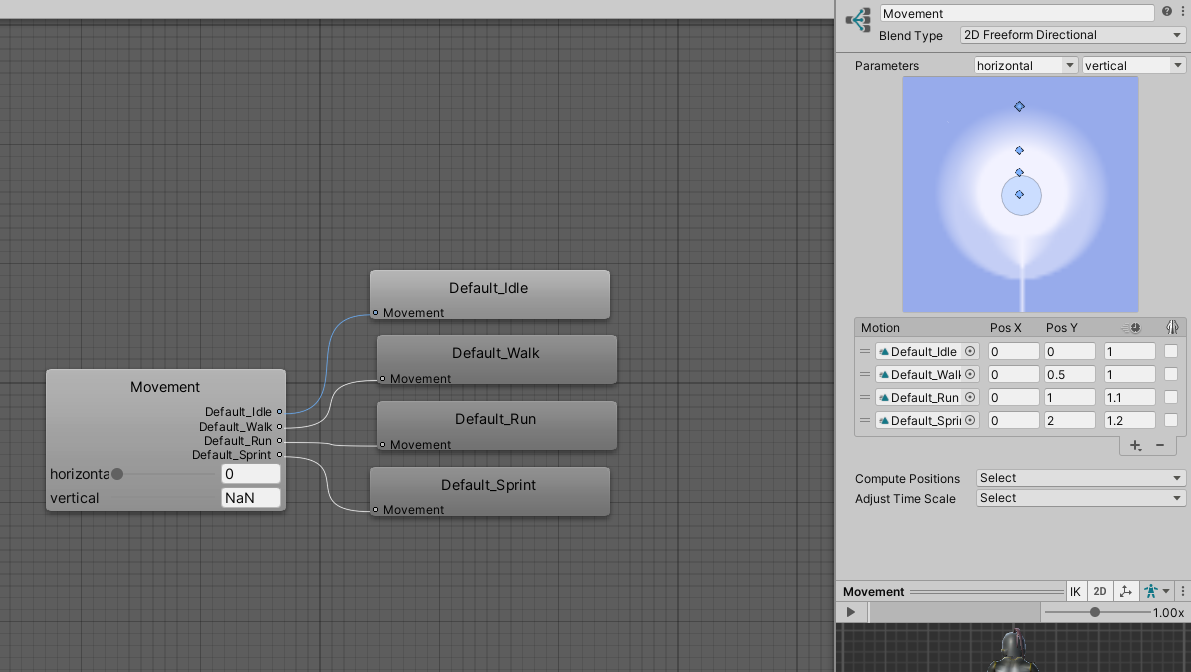 Movement
Blend Type
2D Freeform Directional
Parameters
horizontal
vertical
Default_Idle
Movement
Default_Walk
Movement
Default_Run
Movement
Default_Sprint
Movement
Movement
Default_Idle
Default_Walk
Default_Run
Default_Sprint
horizonta 0
vertical NaN
Motion Pos X Pos Y
Default_Idle 0 0 1
Default_Walk 0 0.5 1
Default_Run 0 1 1.1
Default_Sprin 0 2 1.2
Compute Positions Select
Adjust Time Scale Select
Movement IK 2D
1.00x